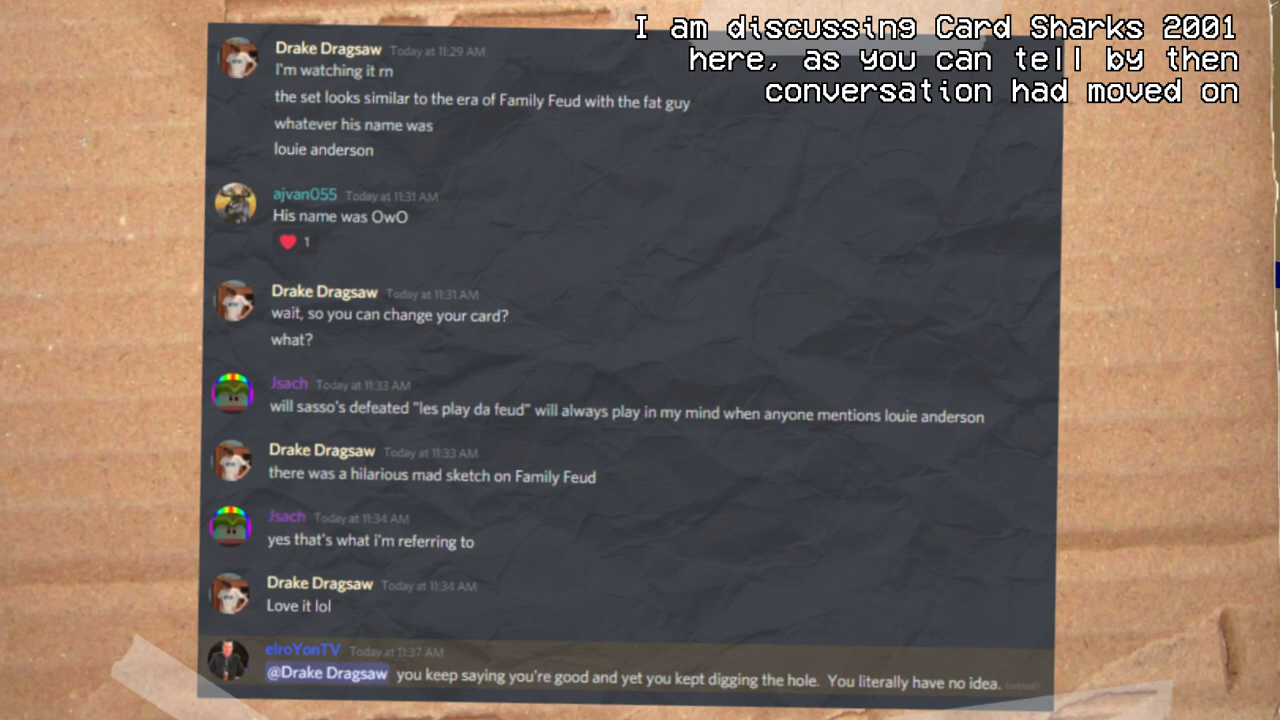 I am discussing Card Sharks 2001
here, as you can tell by then
conversation had moved on
Drake Dragsaw Today at 11:29 AM
I'm watching it rn
the set looks similar to the era of Family Feud with the fat guy
whatever his name was
louie anderson
ajvan055 Today at 11:31 AM
His name was OwO
1
Drake Dragsaw Today at 11:31 AM
wait, so you can change your card?
what?
Jsach Today at 11:33 AM
will sasso's defeated "les play da feud" will always play in my mind when anyone mentions louie anderson
Drake Dragsaw Today at 11:33 AM
there was a hilarious mad sketch on Family Feud
Jsach Today at 11:34 AM
yes that's what i'm referring to
Drake Dragsaw Today at 11:34 AM
Love it lol
elroYonTV Today at 11:37 AM
@Drake Dragsaw you keep saying you're good and yet you kept digging the hole. You literally have no idea. (edited)